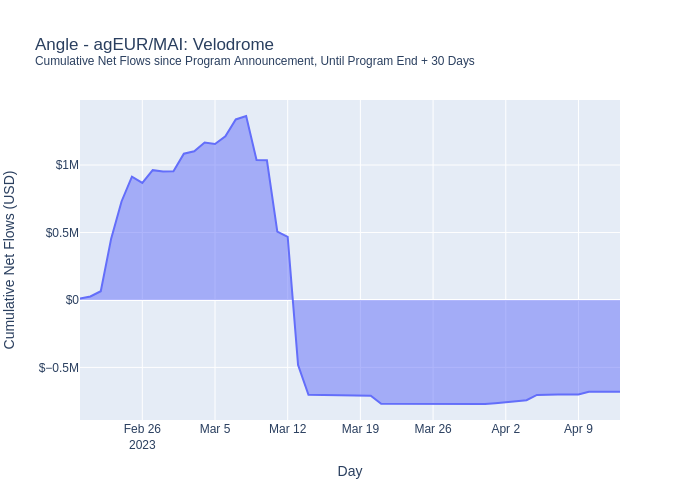 Angle - agEUR/MAI: Velodrome
Cumulative Net Flows since Program Announcement, Until Program End + 30 Days
Cumulative Net Flows (USD)
$1M
$0.5M
$0
$−0.5M
Feb 26
2023
Mar 5
Mar 12
Mar 19
Mar 26
Apr 2
Apr 9
Day